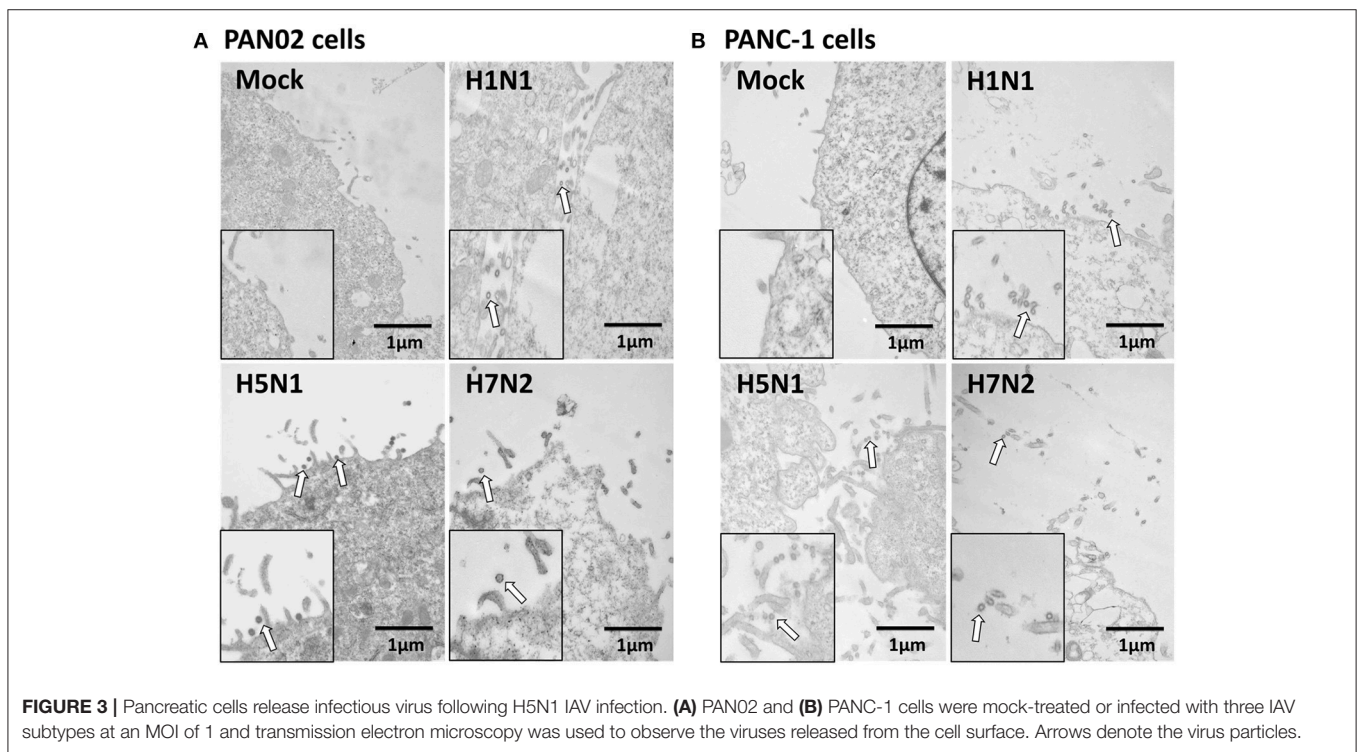 A PAN02 cells
B PANC-1 cells
Mock
H1N1
1µm
1µm
H5N1
H7N2
1µm
1µm
Mock
H1N1
1µm
1µm
H5N1
H7N2
1µm
1µm
FIGURE 3 | Pancreatic cells release infectious virus following H5N1 IAV infection. (A) PAN02 and (B) PANC-1 cells were mock-treated or infected with three IAV
subtypes at an MOI of 1 and transmission electron microscopy was used to observe the viruses released from the cell surface. Arrows denote the virus particles.